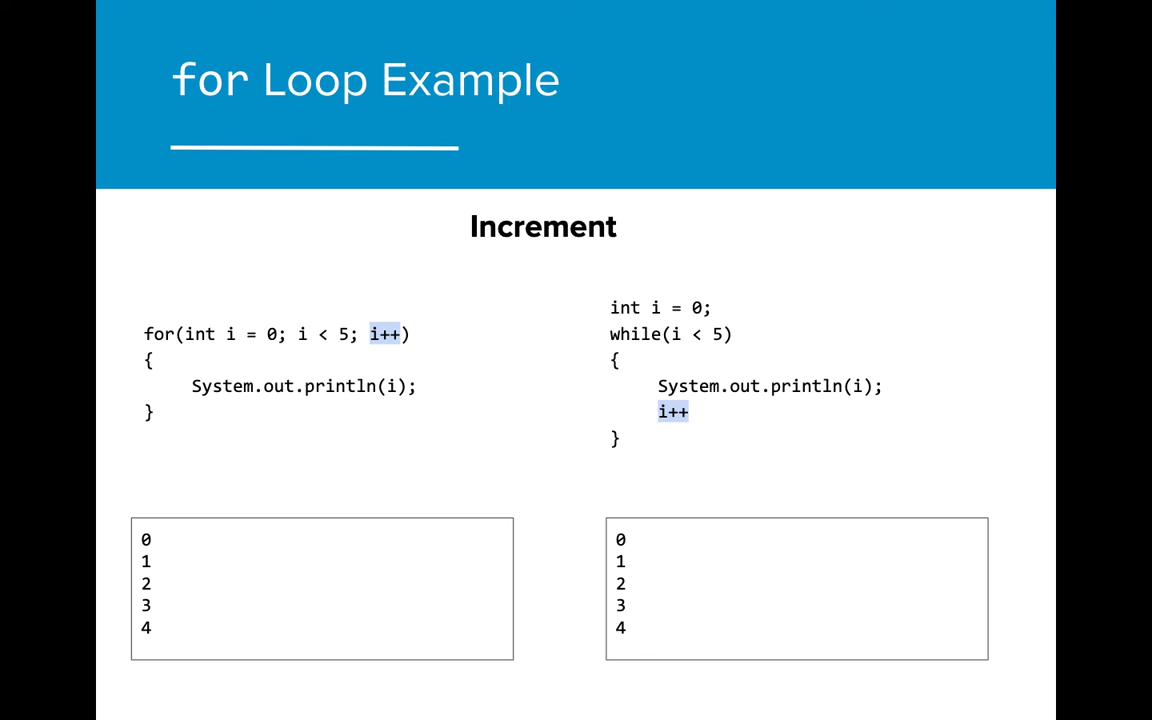 for Loop Example
Increment
for(int i = 0; i < 5; i++)
{
System.out.println(i);
}
int i = 0;
while(i < 5)
{
System.out.println(i);
i++
}
0
1
2
3
4
0
1
2
3
4